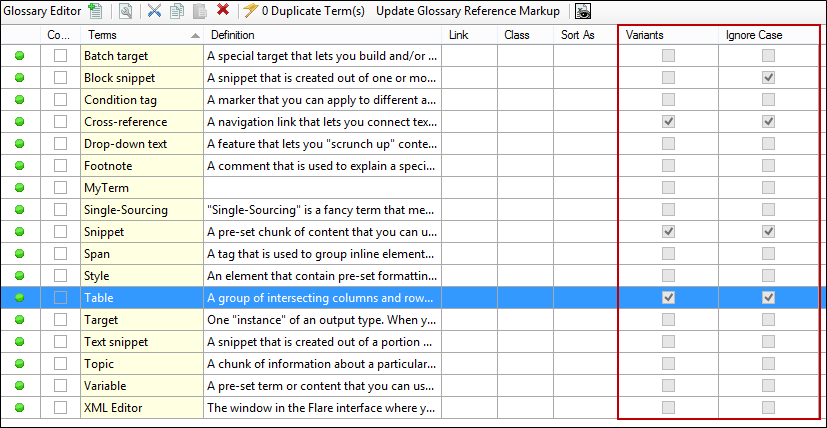 Glossary Editor 0 Duplicate Term(s) Update Glossary Reference Markup
Co... Terms Definition Link Class Sort As Variants Ignore Case
Batch target A special target that lets you build and/or ...
Block snippet A snippet that is created out of one or mo...
Condition tag A marker that you can apply to different a...
Cross-reference A navigation link that lets you connect tex...
Drop-down text A feature that lets you "scrunch up" conte...
Footnote A comment that is used to explain a speci...
MyTerm
Single-Sourcing "Single-Sourcing" is a fancy term that me...
Snippet A pre-set chunk of content that you can u...
Span A tag that is used to group inline element...
Style An element that contain pre-set formattin...
Table A group of intersecting columns and row...
Target One "instance" of an output type. When y...
Text snippet A snippet that is created out of a portion ...
Topic A chunk of information about a particular...
Variable A pre-set term or content that you can us...
XML Editor The window in the Flare interface where y...